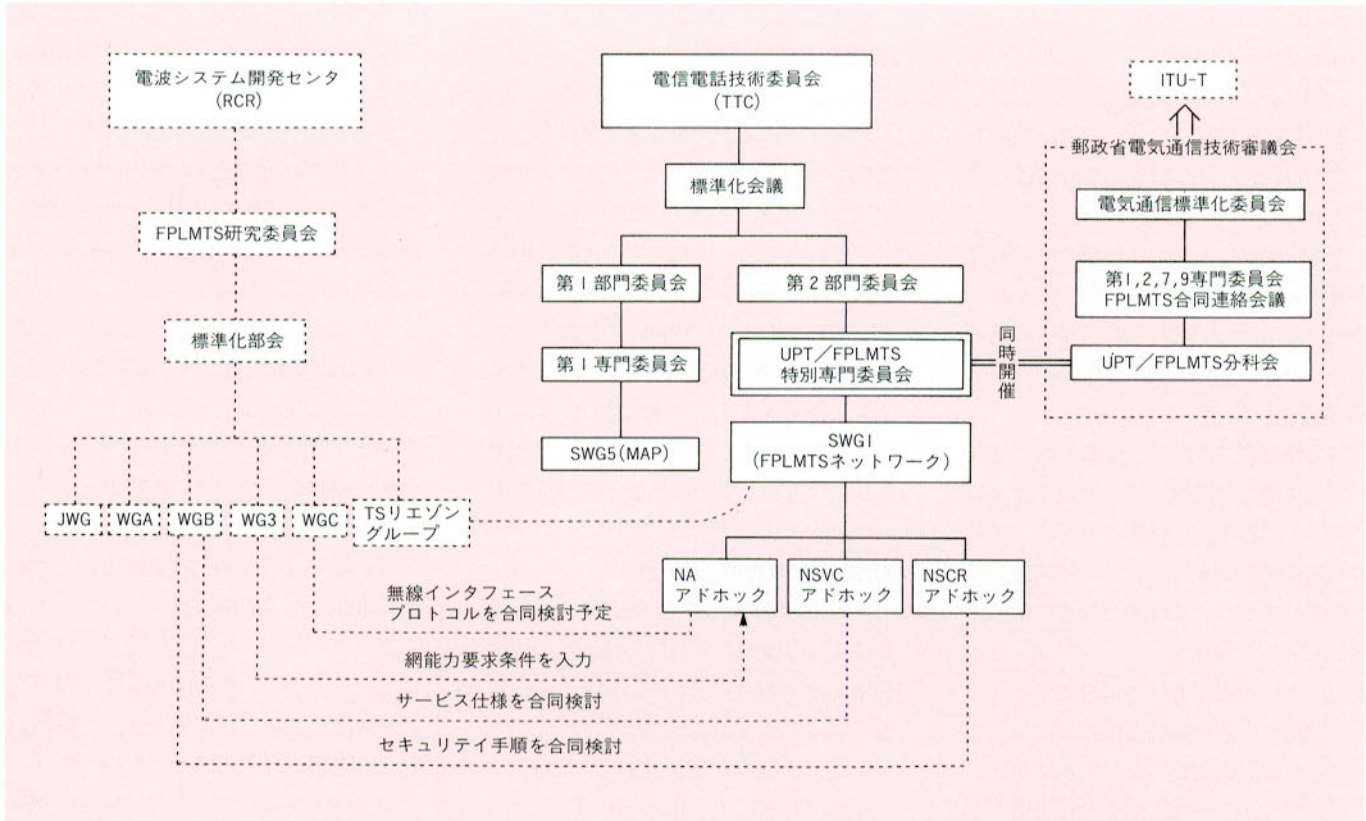 電波システム開発センタ
(RCR)
FPLMTS研究委員会
標準化部会
JWG
WGA
WGB
WG3
WGC
TSリエゾン
グループ
電信電話技術委員会
(TTC)
標準化会議
第1部門委員会
第2部門委員会
第1専門委員会
UPT/FPLMTS
特別専門委員会
SWG5(MAP)
SWG1
(FPLMTSネットワーク)
NA
アドホック
NSVC
アドホック
NSCR
アドホック
同時開催
ITU-T
郵政省電気通信技術審議会
電気通信標準化委員会
第1,2,7,9専門委員会
FPLMTS合同連絡会議
UPT/FPLMTS分科会
無線インタフェース
プロトコルを合同検討予定
網能力要求条件を入力
サービス仕様を合同検討
セキュリテイ手順を合同検討